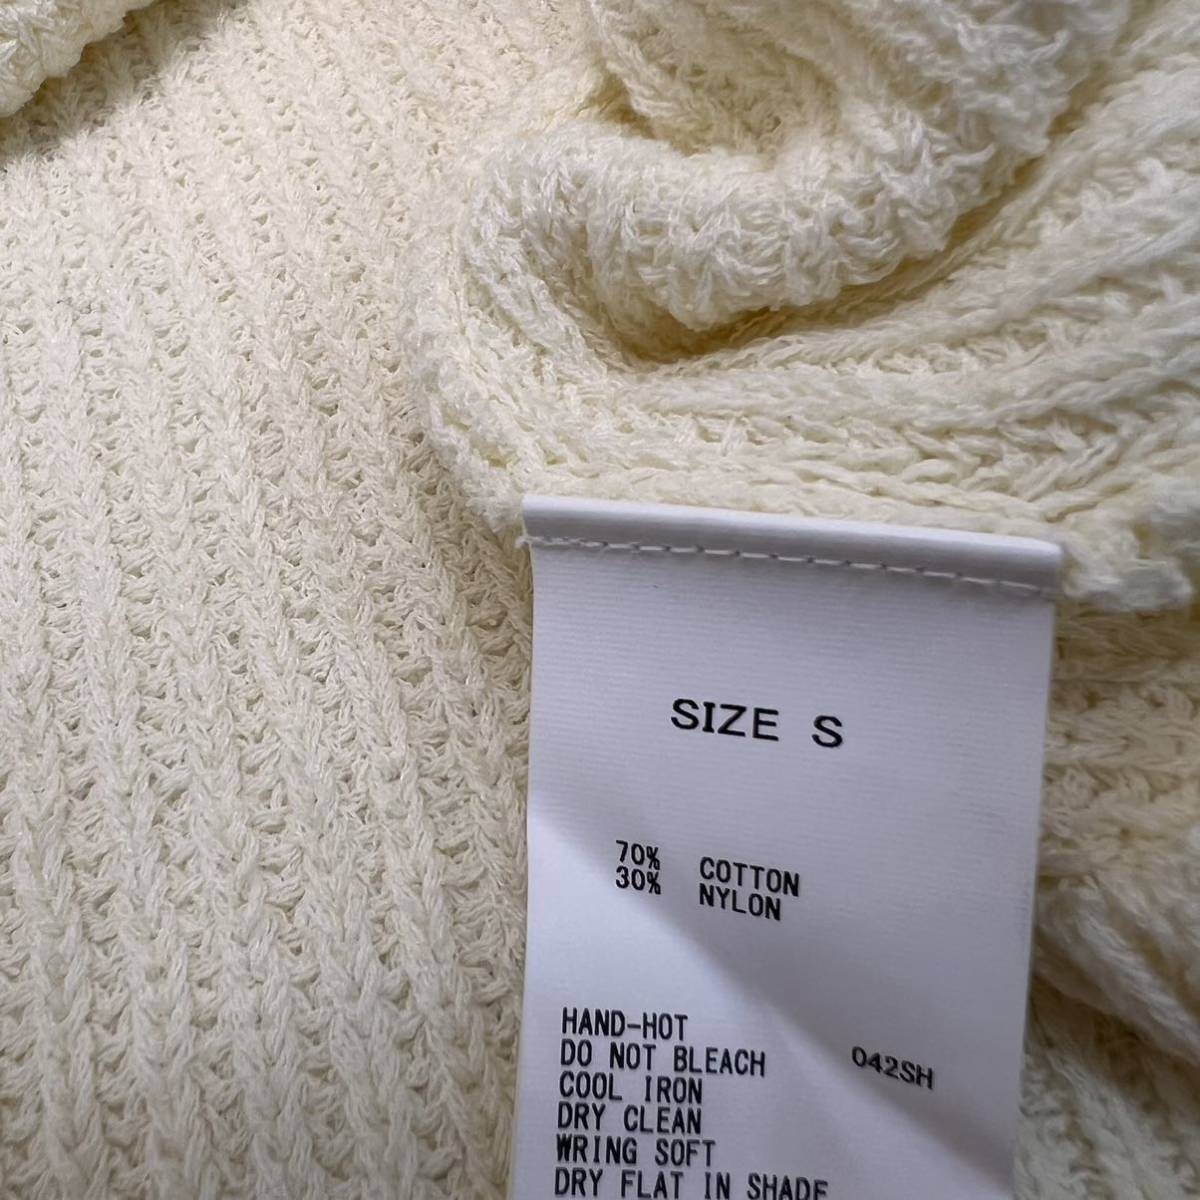 SIZE S
70% COTTON
30% NYLON
HAND-HOT
DO NOT BLEACH 042SH
COOL IRON
DRY CLEAN
WRING SOFT
DRY FLAT IN SHADE